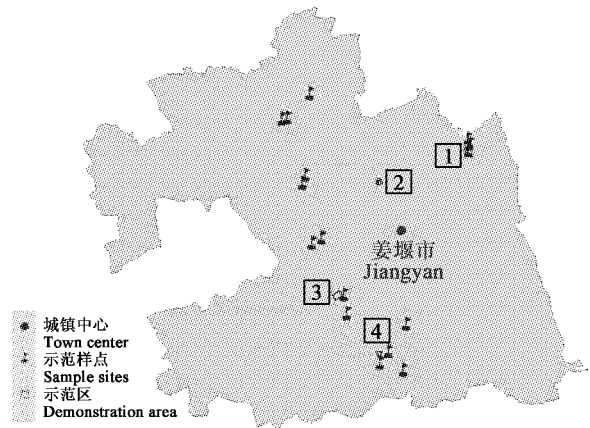 1
2
姜堰市
Jiangyan
3
4
城镇中心
Town center
示范样点
Sample sites
示范区
Demonstration area